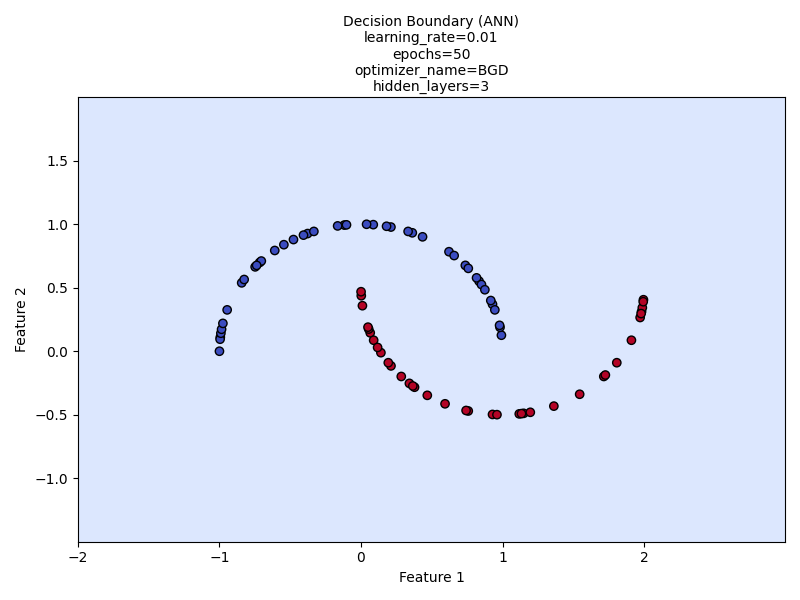 Decision Boundary (ANN)
learning_rate=0.01
epochs=50
optimizer_name=BGD
hidden_layers=3
1.5
1.0
0.5
0.0
−0.5
−1.0
Feature 2
−2
−1
0
1
2
Feature 1